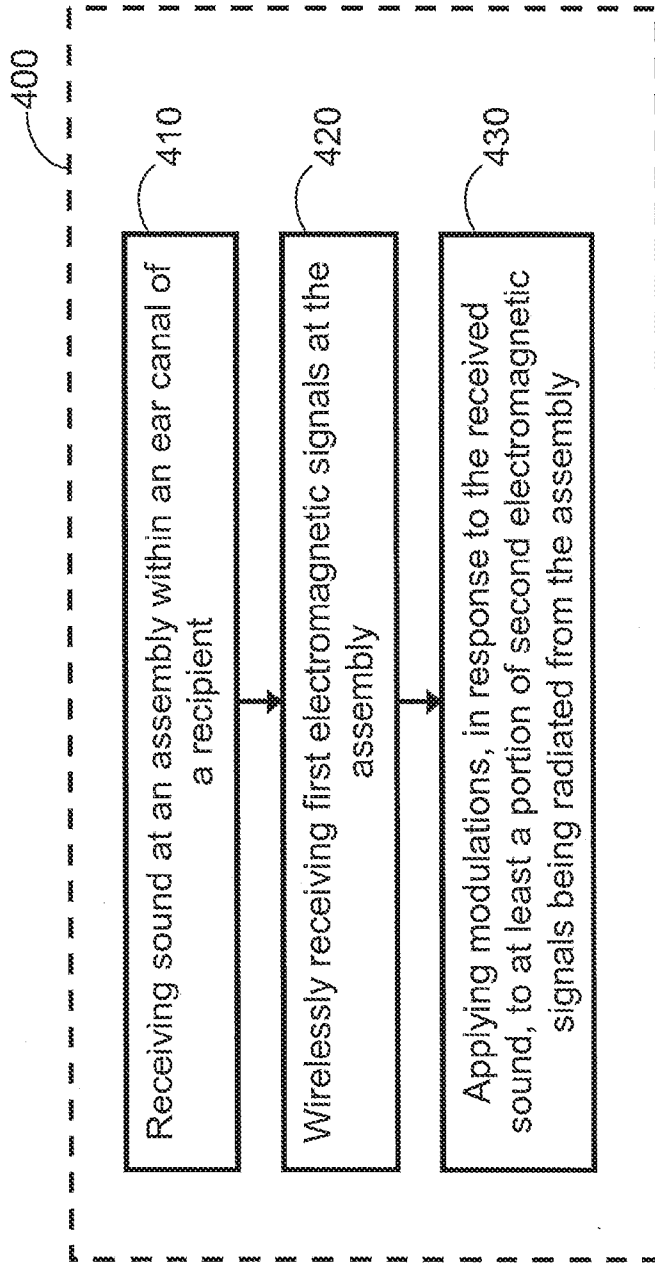 400
Receiving sound at an assembly within an ear canal of
a recipient
410
Wirelessly receiving first electromagnetic signals at the
assembly
420
Applying modulations, in response to the received
sound, to at least a portion of second electromagnetic
signals being radiated from the assembly
430